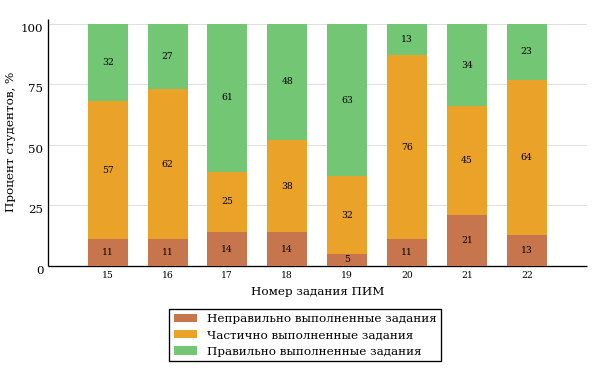 Процент студентов, %
100
75
50
25
0
32 27 61 48 63 13 34 23
57 62 25 38 32 76 45 64
11 11 14 14 5 11 21 13
15 16 17 18 19 20 21 22
Номер задания ПИМ
Неправильно выполненные задания
Частично выполненные задания
Правильно выполненные задания